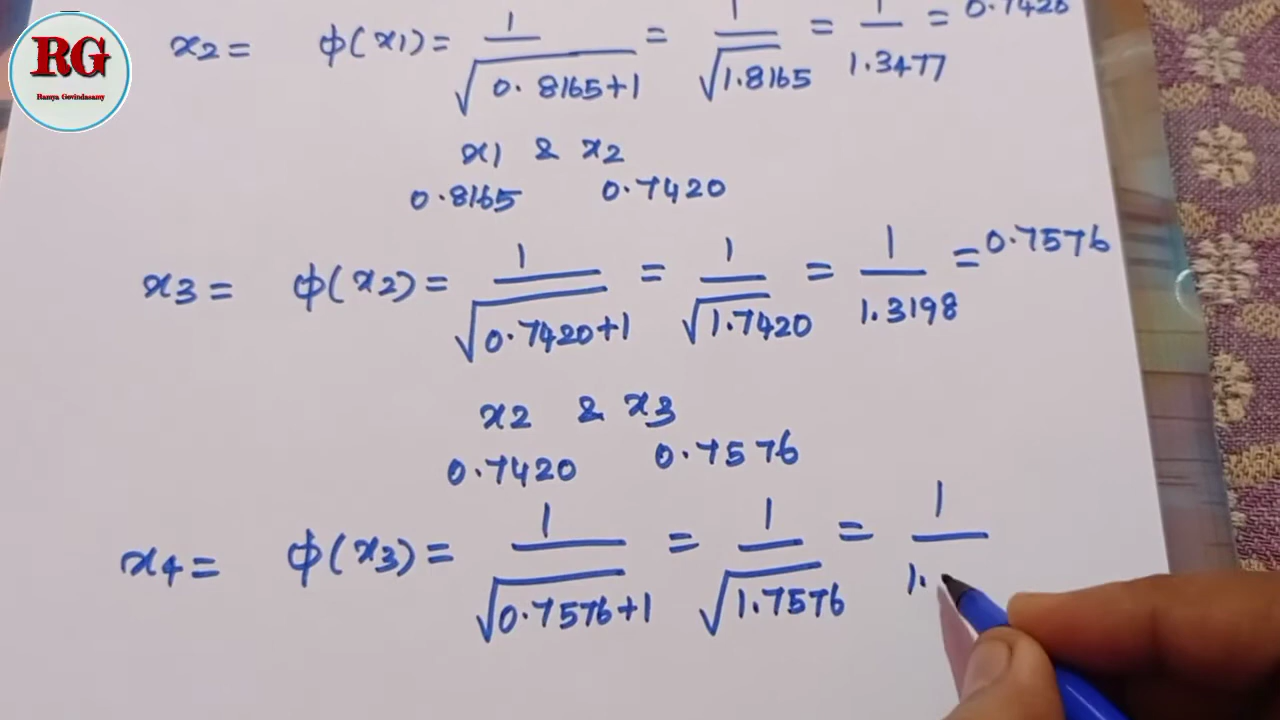 RG
Ramya Govindasamy
x2 = φ(x1) = 1/√(0.8165+1) = 1/√1.8165 = 1/1.3477 = 0.7420
x1 & x2
0.8165 0.7420
x3 = φ(x2) = 1/√(0.7420+1) = 1/√1.7420 = 1/1.3198 = 0.7576
x2 & x3
0.7420 0.7576
x4 = φ(x3) = 1/√(0.7576+1) = 1/√1.7576 = 1/1.